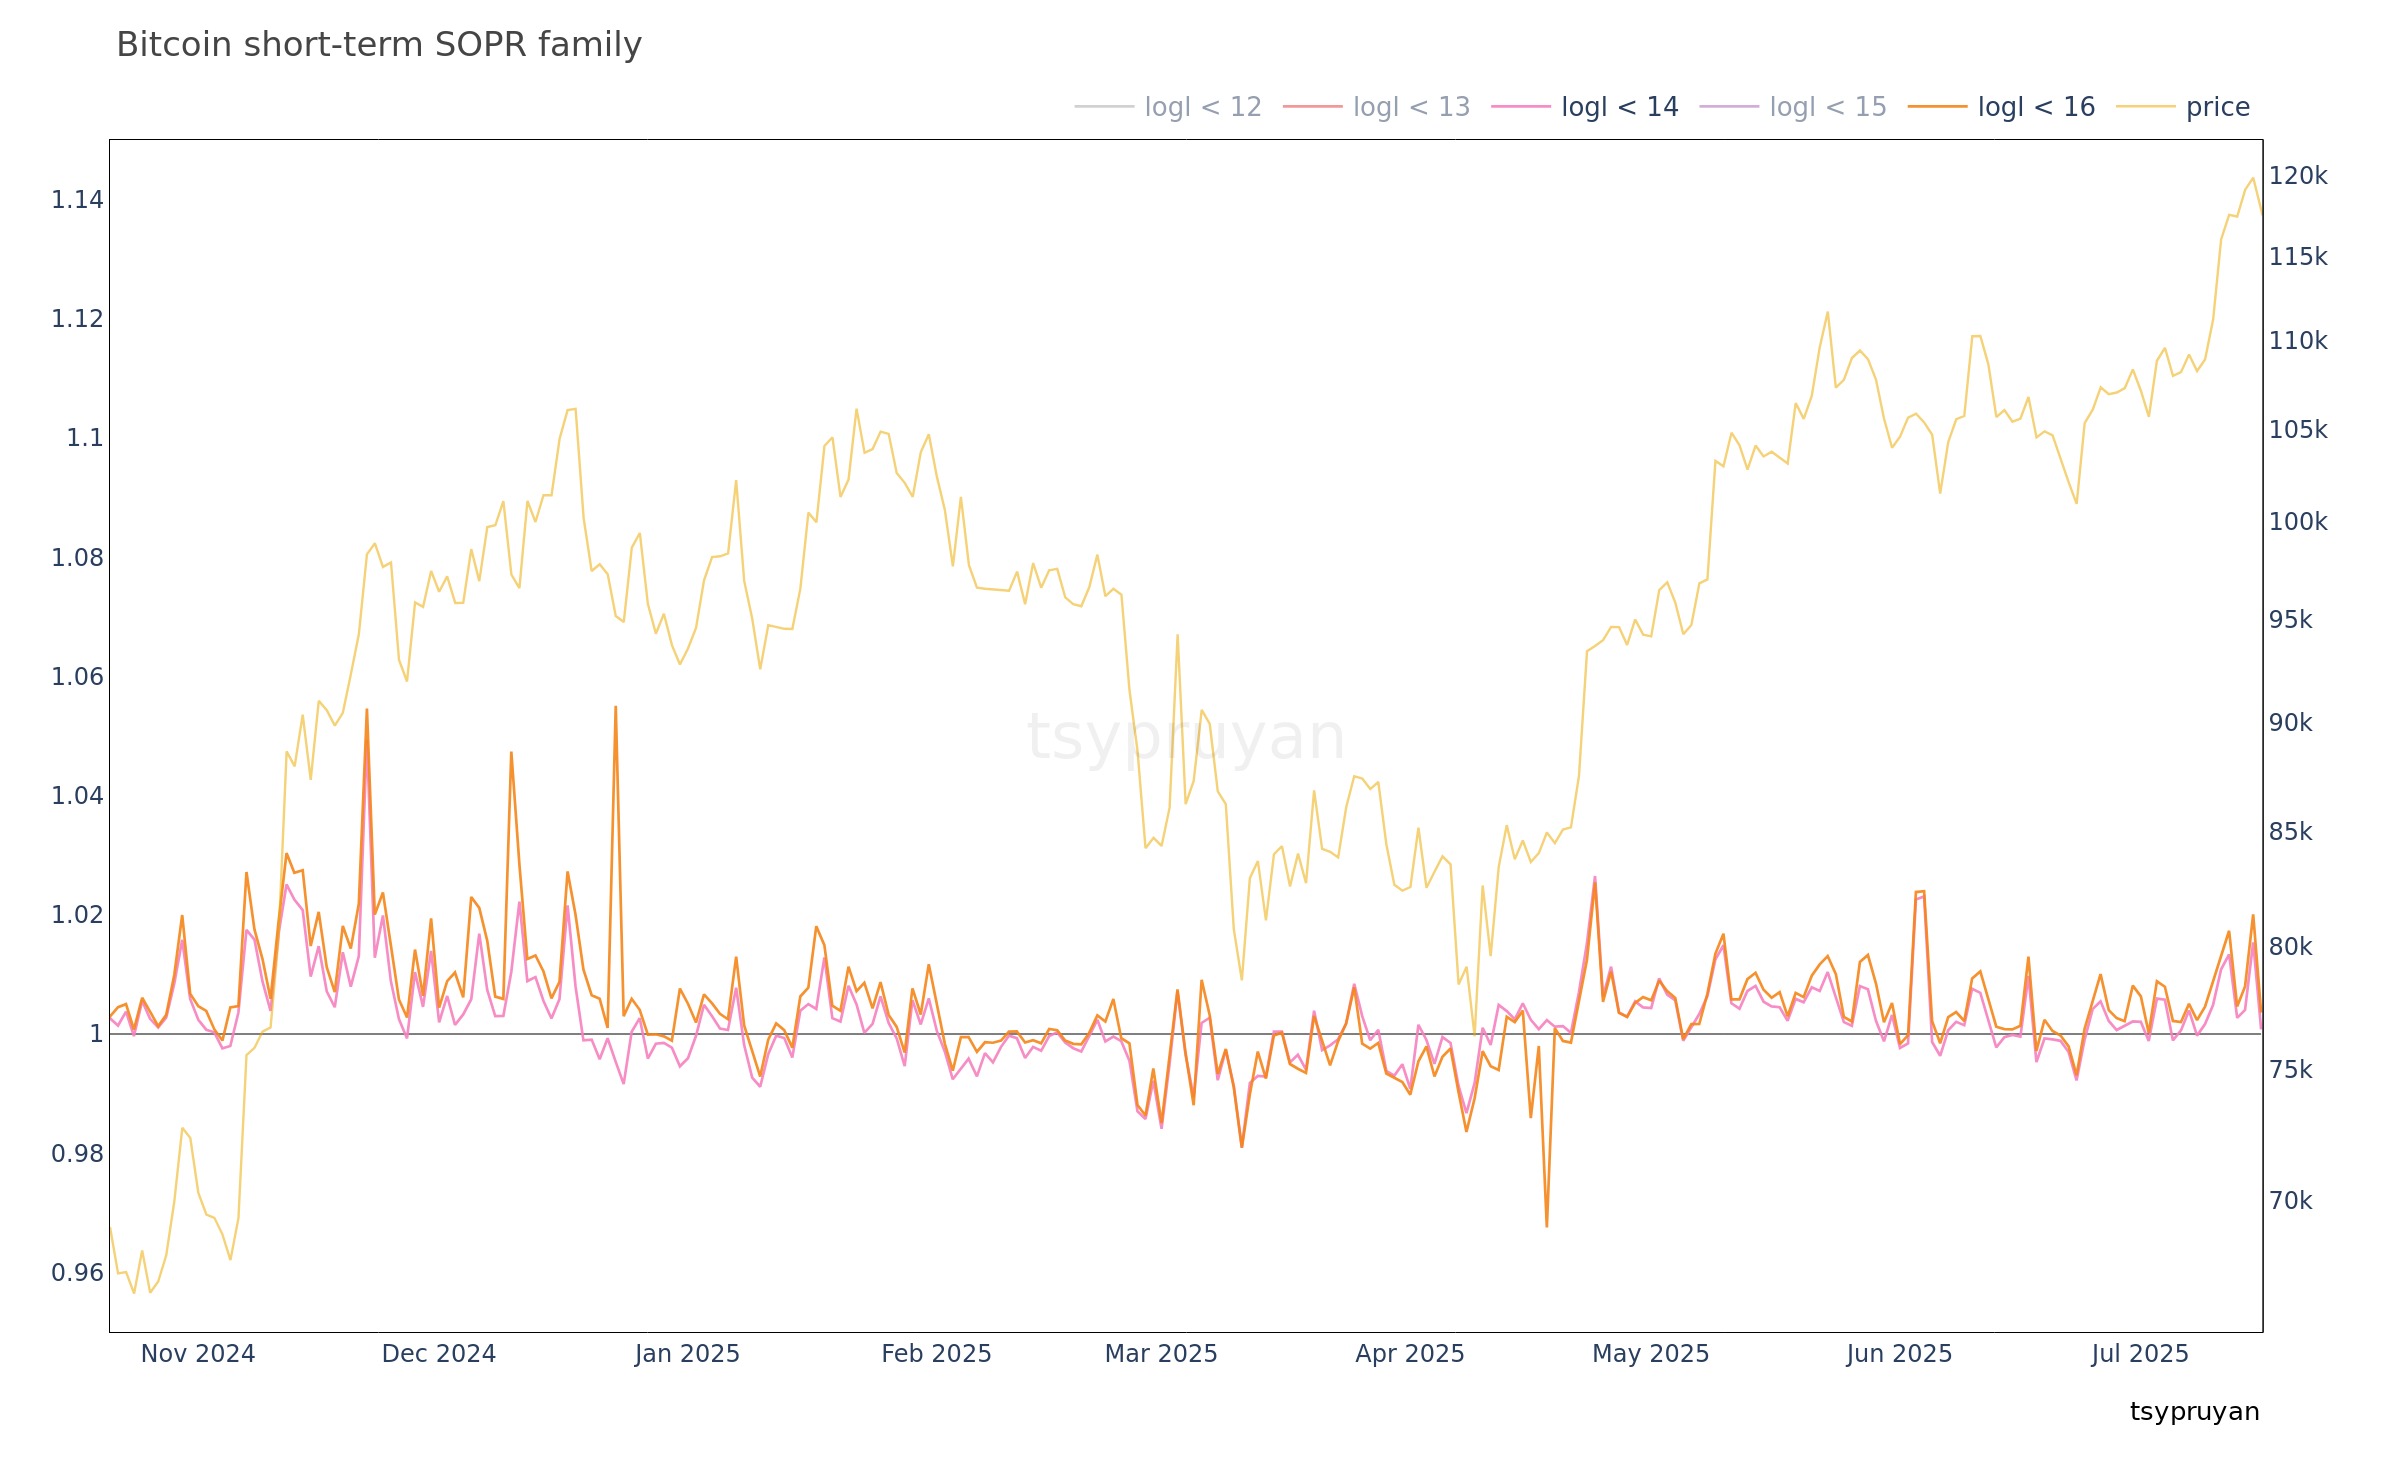 Bitcoin short-term SOPR family
logl < 12 logl < 13 logl < 14 logl < 15 logl < 16 price
1.14
1.12
1.1
1.08
1.06
1.04
1.02
1
0.98
0.96
120k
115k
110k
105k
100k
95k
90k
85k
80k
75k
70k
tsypruyan
Nov 2024 Dec 2024 Jan 2025 Feb 2025 Mar 2025 Apr 2025 May 2025 Jun 2025 Jul 2025
tsypruyan